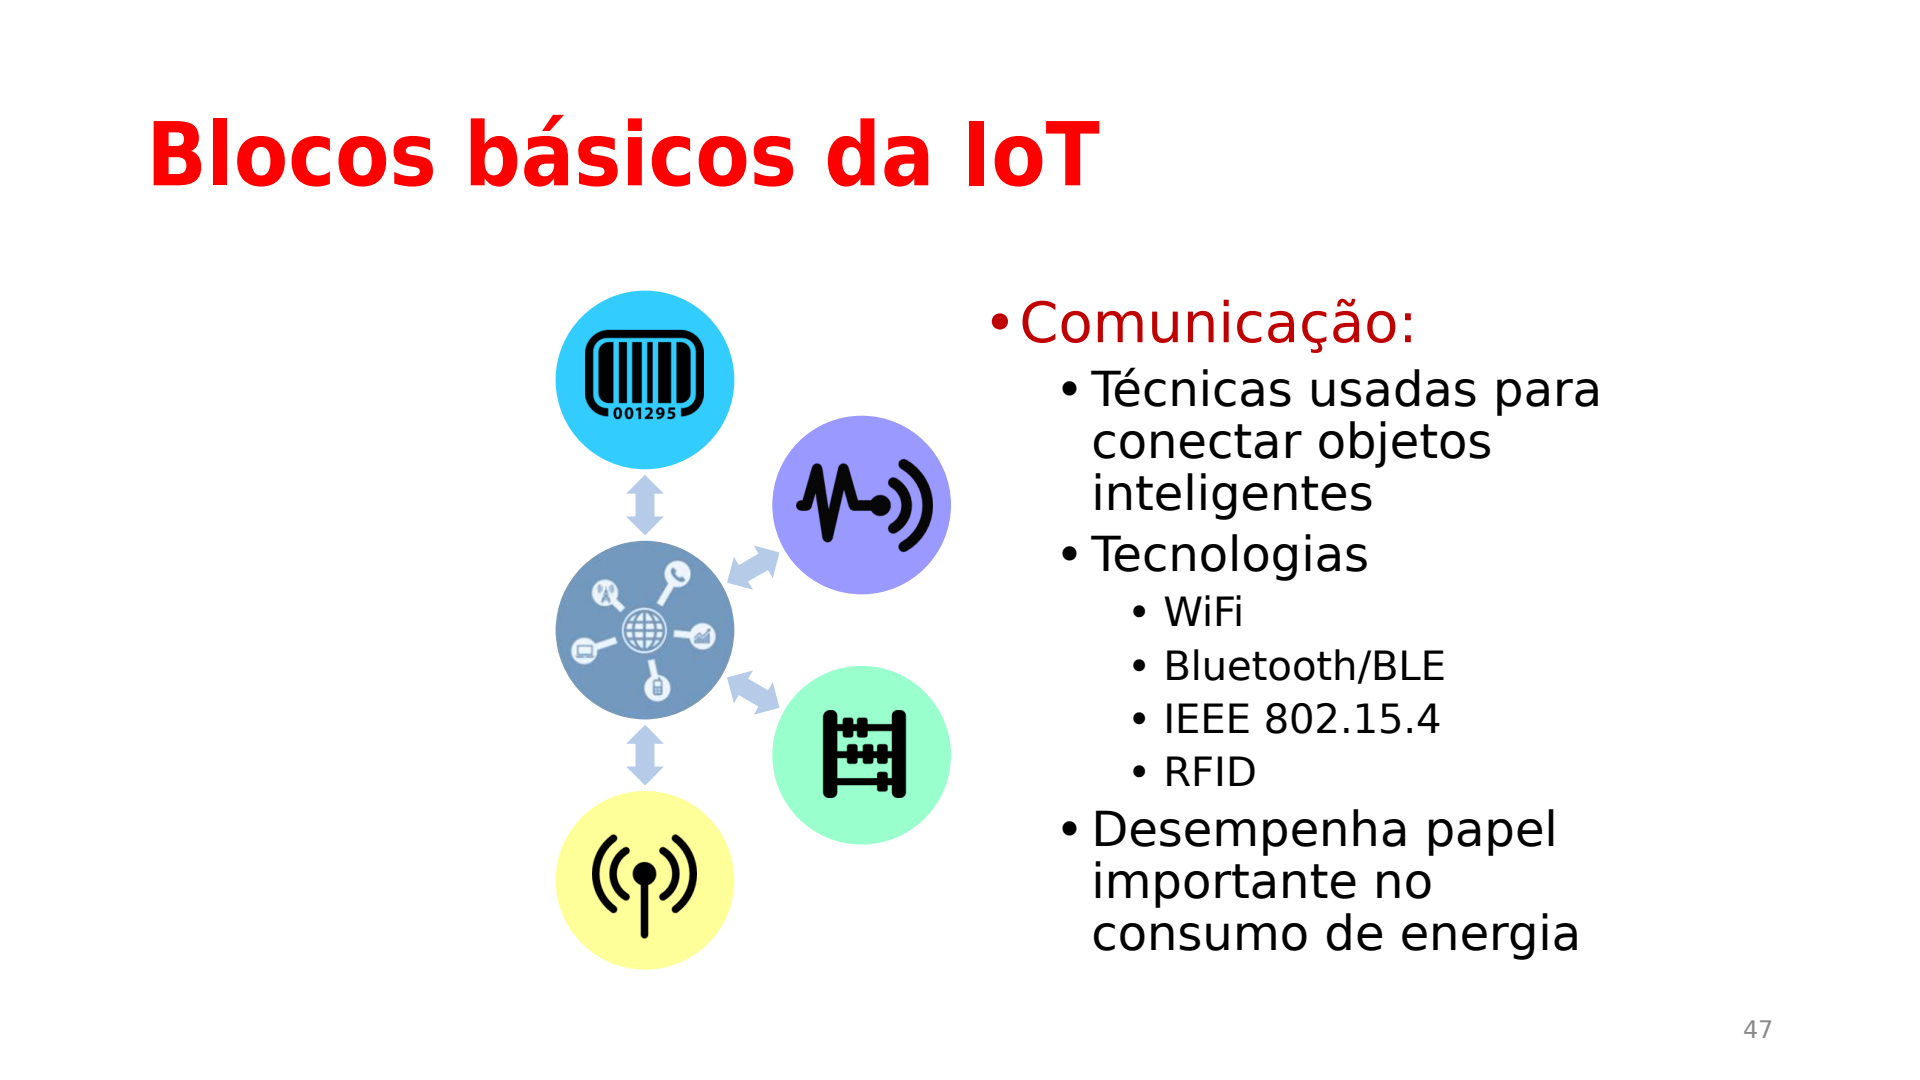 Blocos básicos da IoT
001295
• Comunicação:
• Técnicas usadas para
conectar objetos
inteligentes
• Tecnologias
• WiFi
• Bluetooth/BLE
• IEEE 802.15.4
• RFID
• Desempenha papel
importante no
consumo de energia
47